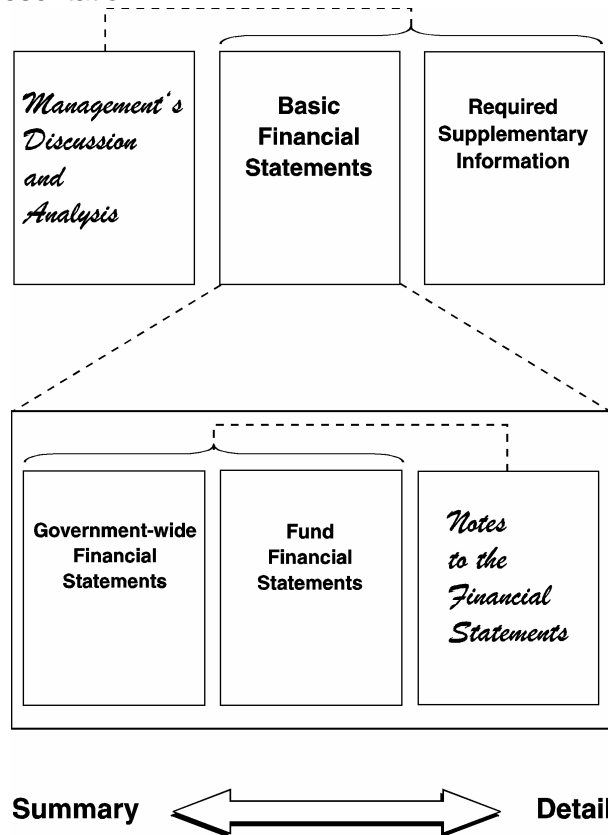 Management's
Discussion
and
Analysis
Basic
Financial
Statements
Required
Supplementary
Information
Government-wide
Financial
Statements
Fund
Financial
Statements
Notes
to the
Financial
Statements
Summary
Detail